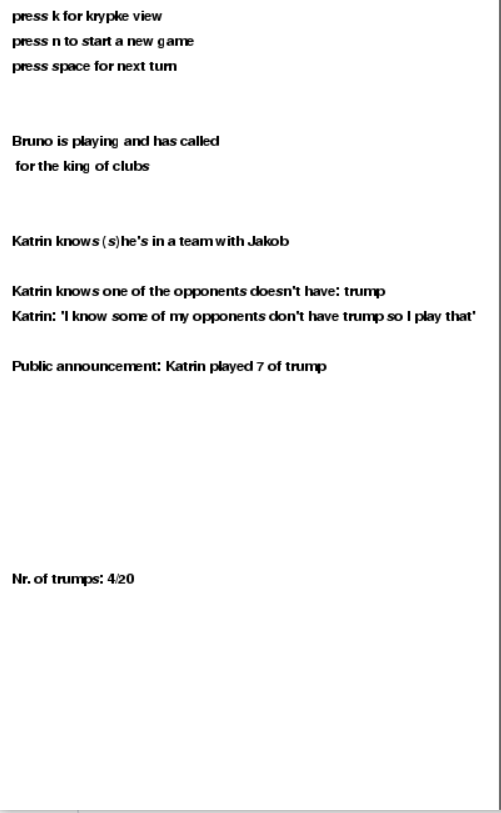 press k for krypke view
press n to start a new game
press space for next turn
Bruno is playing and has called
for the king of clubs
Katrin knows (s)he's in a team with Jakob
Katrin knows one of the opponents doesn't have: trump
Katrin: 'I know some of my opponents don't have trump so I play that'
Public announcement: Katrin played 7 of trump
Nr. of trumps: 4/20